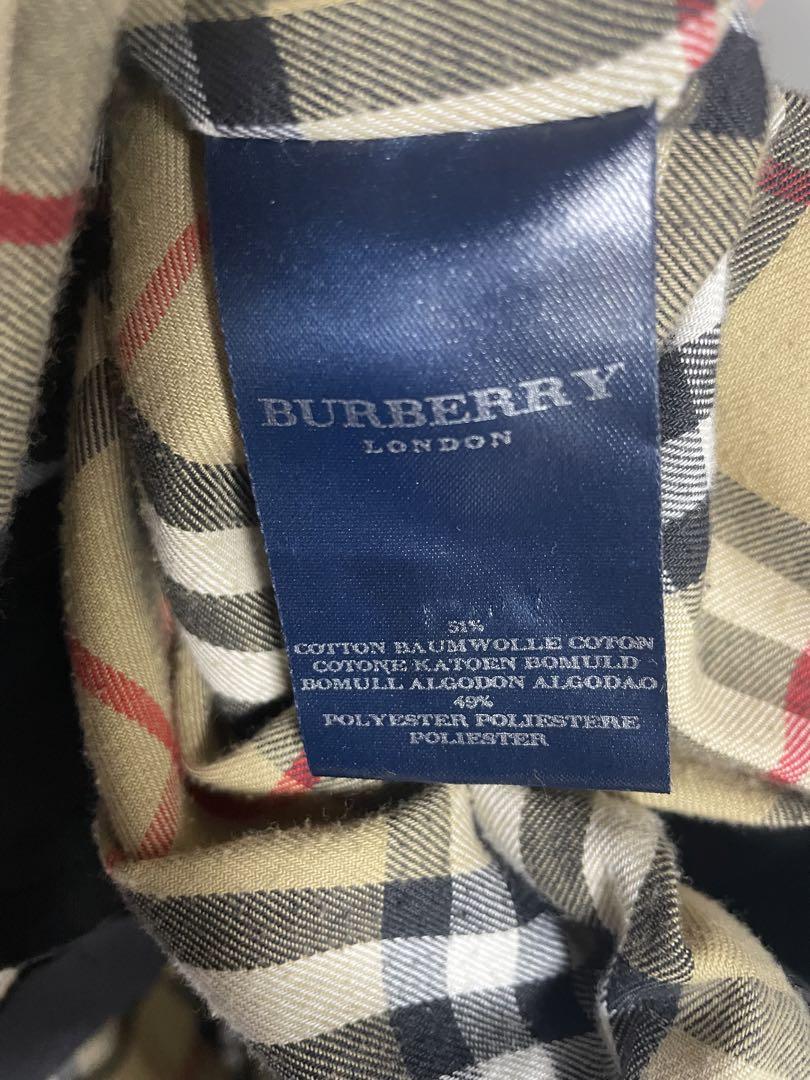 BURBERRY
LONDON
51%
COTTON BAUMWOLLE COTON
COTONE KATOEN BOMULD
BOMULL ALGODON ALGODAO
49%
POLYESTER POLIESTERE
POLIESTER